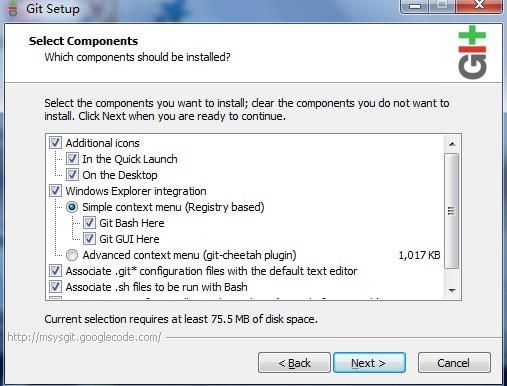 Git Setup
Select Components
Which components should be installed?
git
Select the components you want to install; clear the components you do not want to
install. Click Next when you are ready to continue.
Additional icons
In the Quick Launch
On the Desktop
Windows Explorer integration
Simple context menu (Registry based)
Git Bash Here
Git GUI Here
Advanced context menu (git-cheetah plugin) 1,017 KB
Associate .git* configuration files with the default text editor
Associate .sh files to be run with Bash
Current selection requires at least 75.5 MB of disk space.
http://msysgit.googlecode.com/
< Back
Next >
Cancel